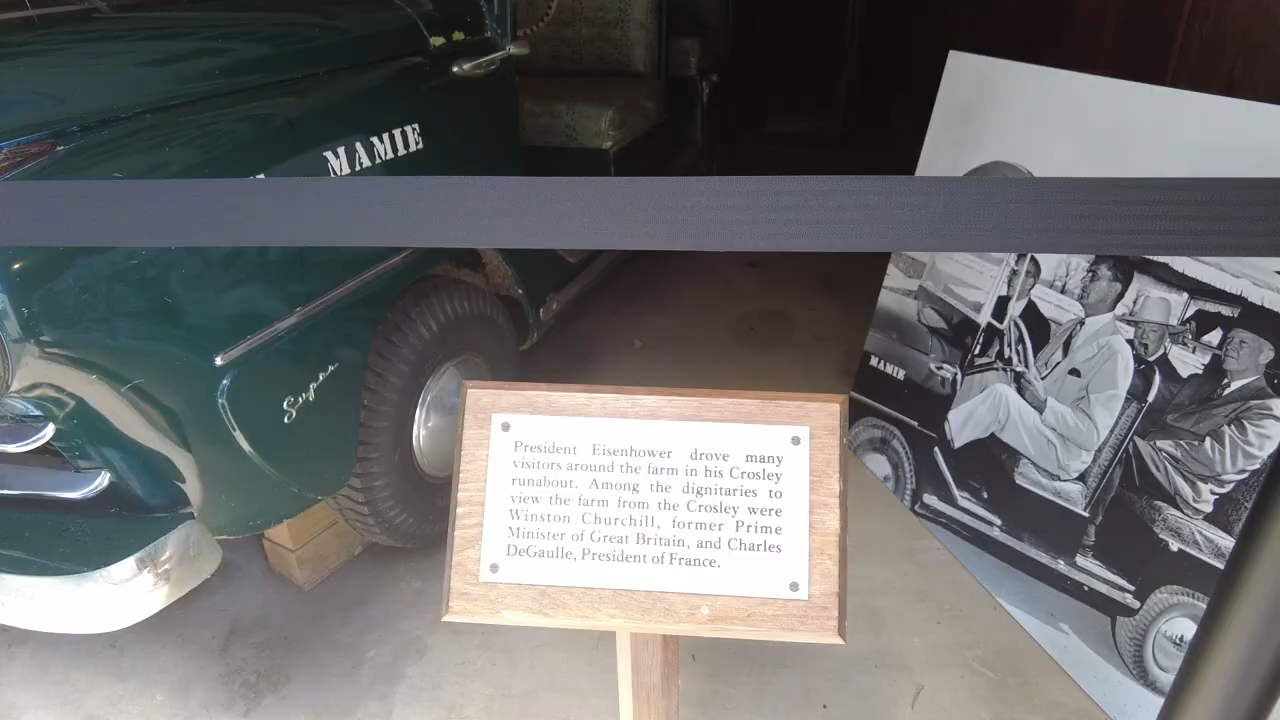 MAMIE
Super
MAMIE
President Eisenhower drove many
visitors around the farm in his Crosley
runabout. Among the dignitaries to
view the farm from the Crosley were
Winston Churchill, former Prime
Minister of Great Britain, and Charles
DeGaulle, President of France.